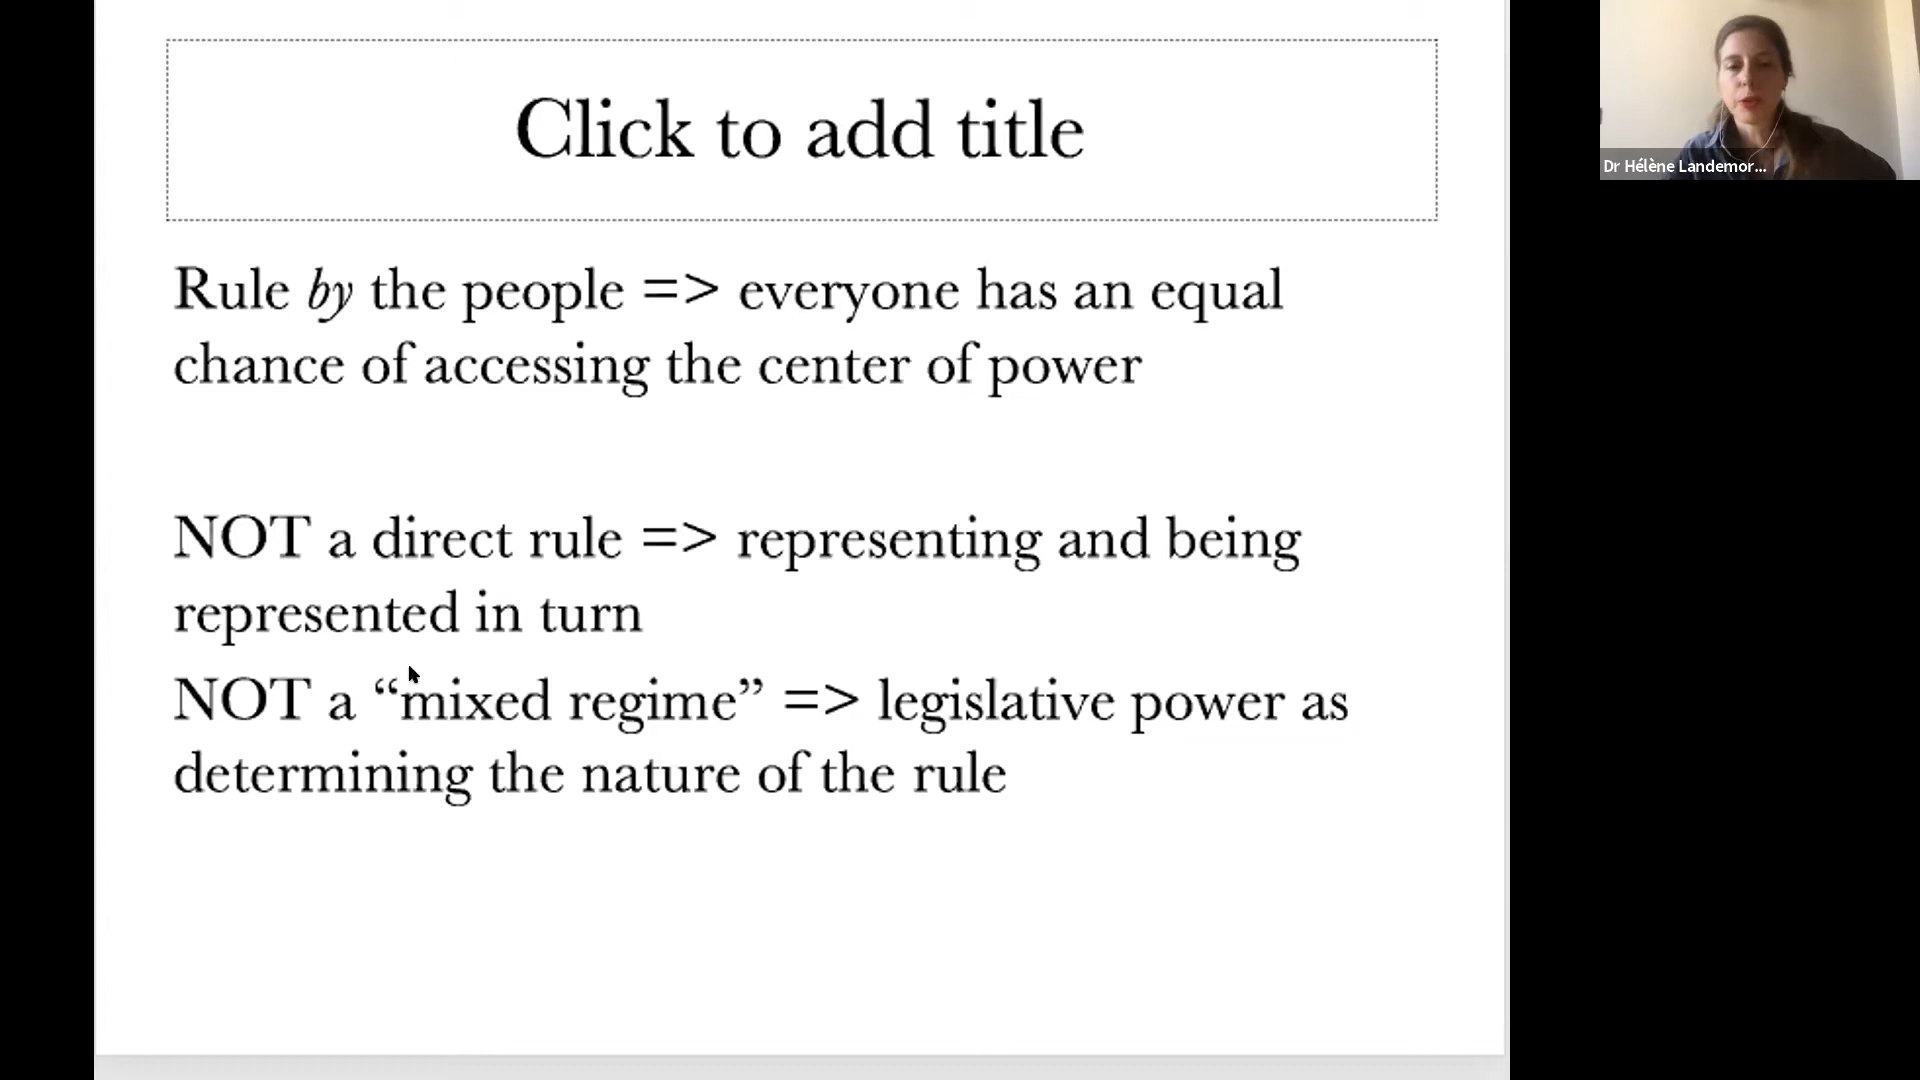 Click to add title
Rule by the people => everyone has an equal
chance of accessing the center of power
NOT a direct rule => representing and being
represented in turn
NOT a “mixed regime” => legislative power as
determining the nature of the rule
Dr Hélène Landemor...